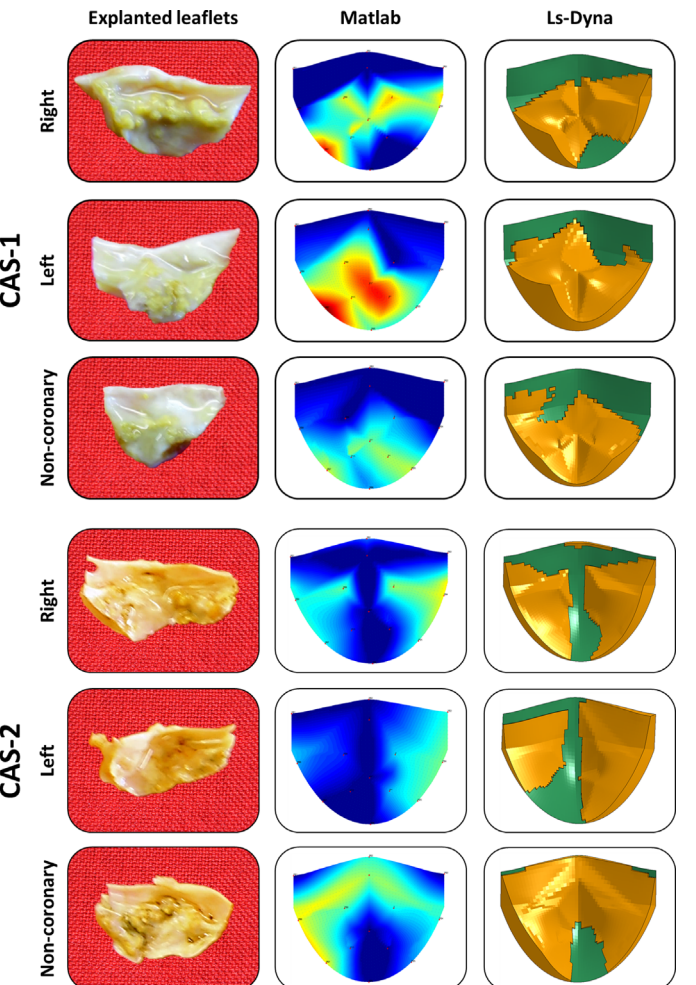 Explanted leaflets Matlab Ls-Dyna
CAS-1
Right
Left
Non-coronary
CAS-2
Right
Left
Non-coronary